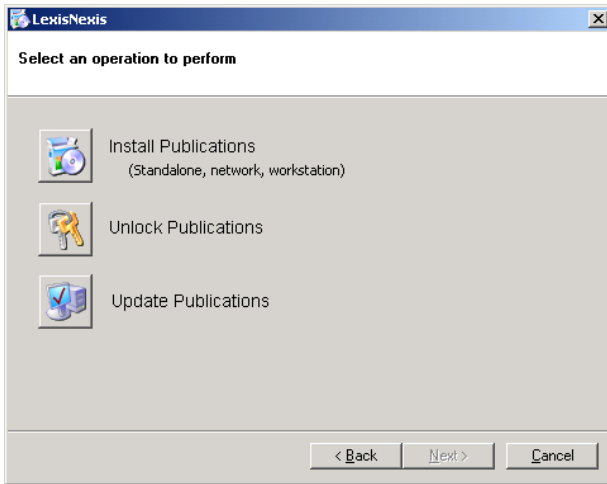 LexisNexis
Select an operation to perform
Install Publications
(Standalone, network, workstation)
Unlock Publications
Update Publications
< Back
Next >
Cancel